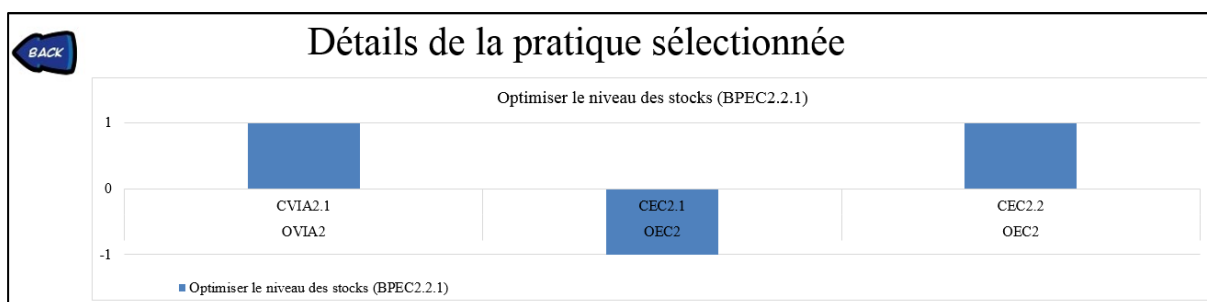 BACK
Détails de la pratique sélectionnée
Optimiser le niveau des stocks (BPEC2.2.1)
1
0
CVIA2.1 CEC2.1 CEC2.2
OVIA2 OEC2 OEC2
-1
Optimiser le niveau des stocks (BPEC2.2.1)